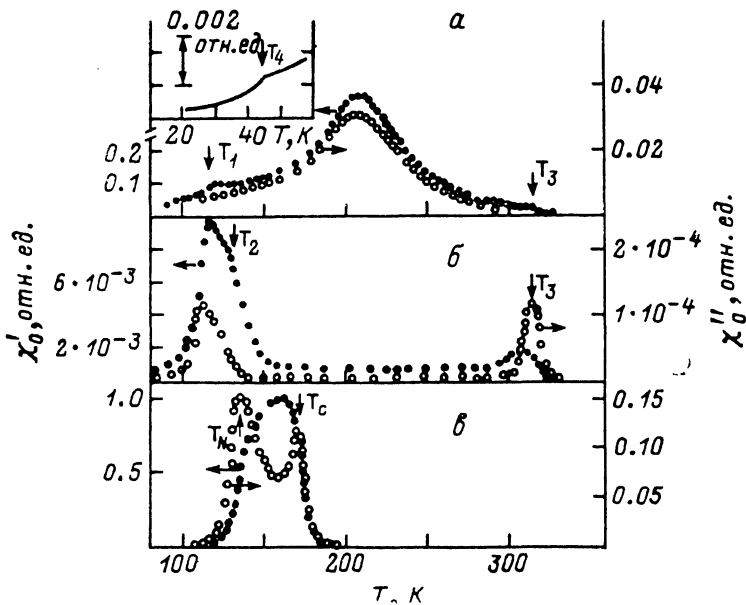 0.002
отн.ед.
T4
а
20 40 T, K
0.2
0.1
T1
T3
0.04
0.02
χ'0, отн. ед.
6·10⁻³
2·10⁻³
T2
б
T3
2·10⁻⁴
1·10⁻⁴
χ''0, отн. ед.
1.0
0.5
TN
Tc
в
0.15
0.10
0.05
100 200 300
T, K